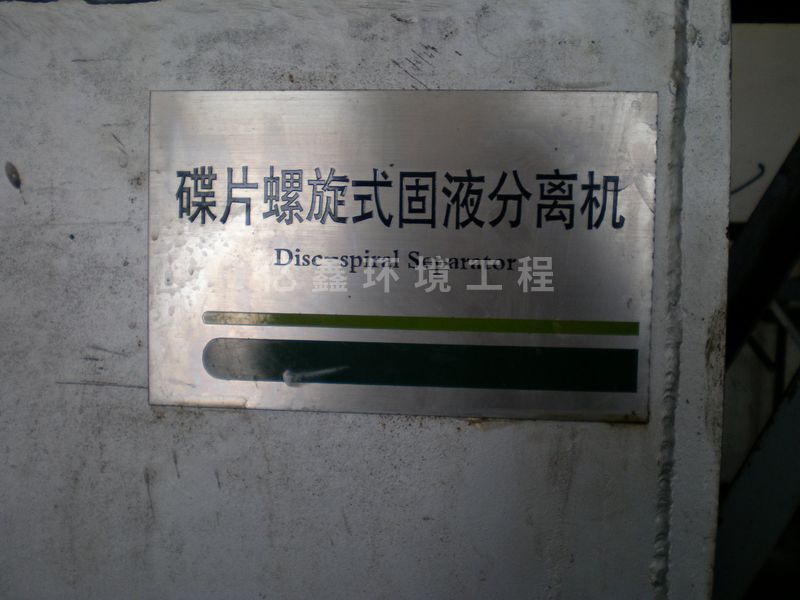 碟片螺旋式固液分离机
Disc-spiral Separator
鑫环境工程